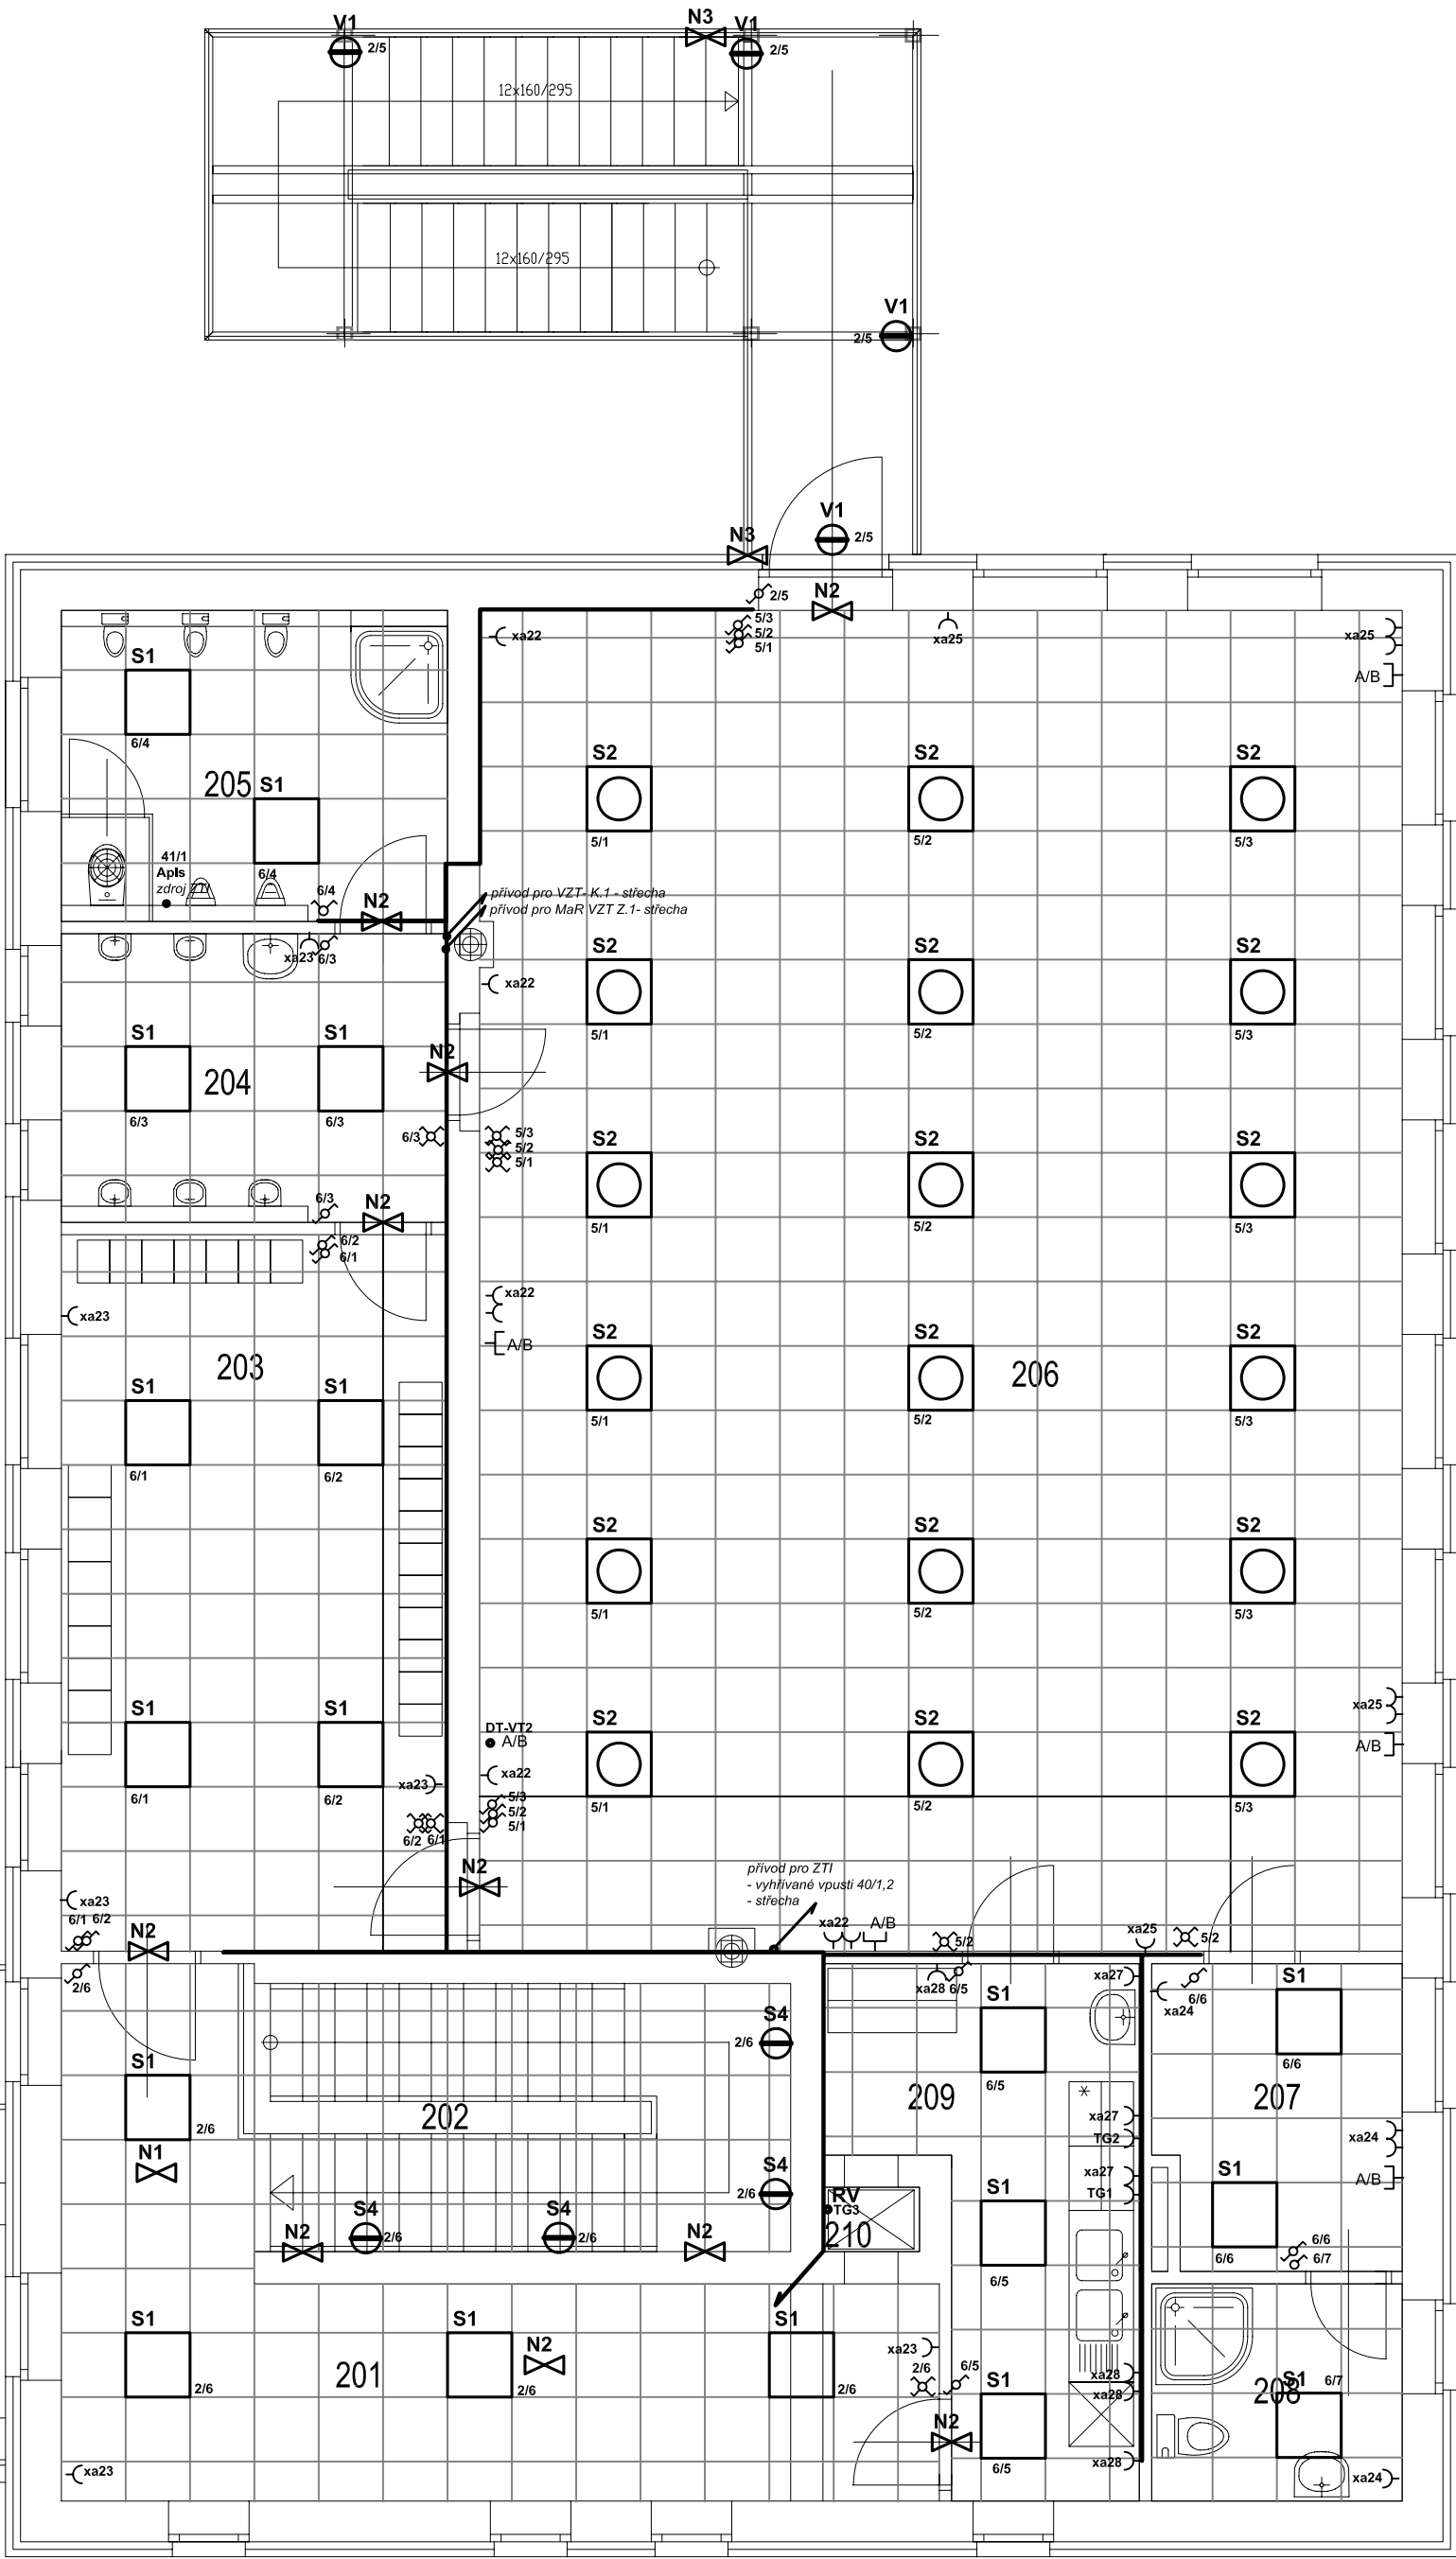 V1
2/5
N3
V1
2/5
12x160/295
12x160/295
V1
2/5
V1
2/5
N3
2/5
N2
5/3
5/2
5/1
xa22
xa25
xa25
A/B
S1
6/4
205
S1
6/4
41/1
Apls
zdroj ZTI
6/4
N2
S2
5/1
S2
5/2
S2
5/3
přívod pro VZT- K.1 - střecha
přívod pro MaR VZT Z.1- střecha
xa23
6/3
xa22
S2
5/1
S2
5/2
S2
5/3
S1
6/3
204
S1
6/3
N2
6/3
5/3
5/2
5/1
S2
5/1
S2
5/2
S2
5/3
6/3
N2
6/2
6/1
xa23
xa22
A/B
203
S2
5/1
S2
5/2
206
S2
5/3
S1
6/1
S1
6/2
S2
5/1
S2
5/2
S2
5/3
S1
6/1
S1
6/2
DT-VT2
A/B
xa22
S2
5/1
S2
5/2
S2
5/3
xa25
A/B
xa23
6/2
6/1
5/3
5/2
5/1
N2
přívod pro ZTI
- vyhřívané vpusti 40/1,2
- střecha
xa23
6/1
6/2
N2
2/6
xa22
A/B
5/2
xa25
5/2
xa28
6/5
xa27
xa24
6/6
S1
6/6
S1
2/6
N1
202
S4
2/6
S4
2/6
S4
2/6
S4
2/6
N2
N2
S1
6/5
209
xa27
TG2
xa27
TG1
207
xa24
A/B
S1
6/6
6/6
6/7
RV
TG3
210
S1
6/5
S1
2/6
201
S1
2/6
N2
S1
2/6
xa23
2/6
6/5
N2
S1
6/5
xa28
xa28
xa28
208
S1
6/7
xa24
xa23